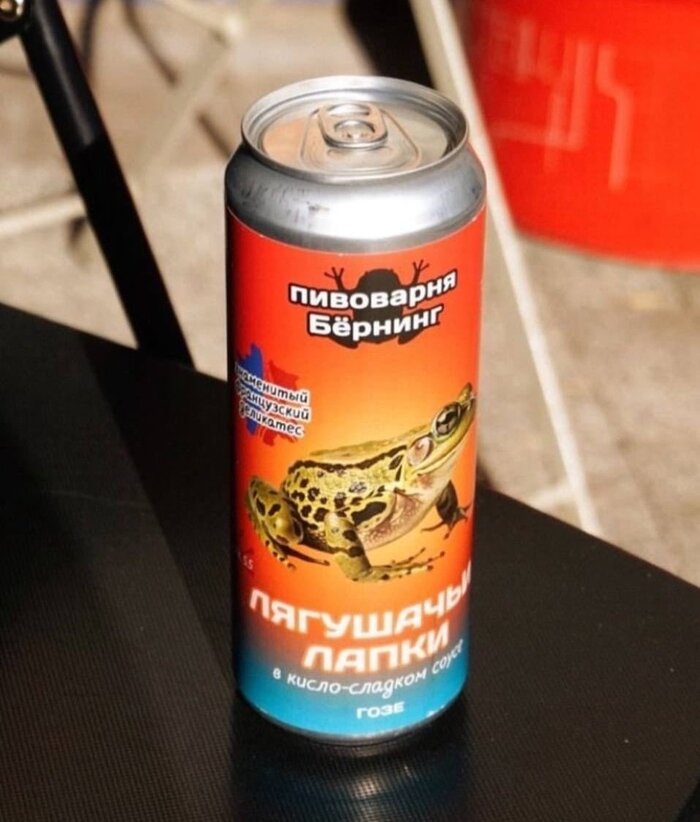 пивоварня
Бёрнинг
знаменитый
французский
деликатес
ЛЯГУШАЧЬИ
ЛАПКИ
в кисло-сладком соусе
ГОЗЕ